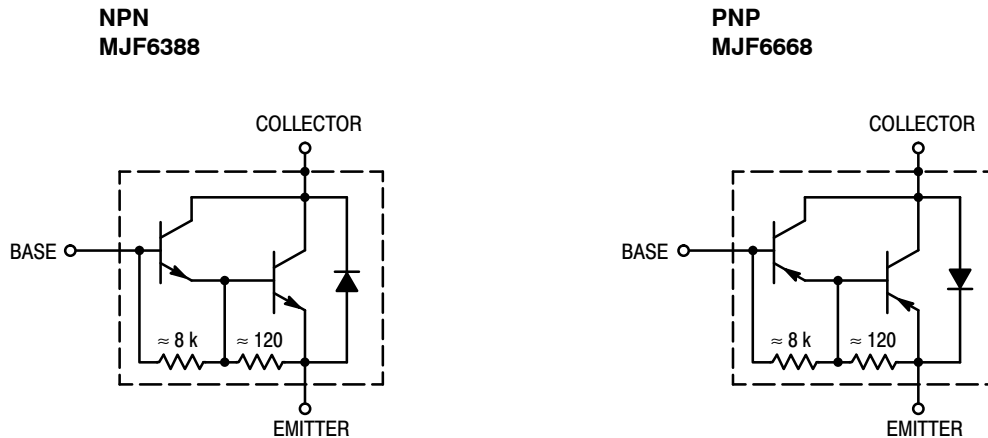 NPN
MJF6388
COLLECTOR
BASE
≈ 8 k
≈ 120
EMITTER
PNP
MJF6668
COLLECTOR
BASE
≈ 8 k
≈ 120
EMITTER